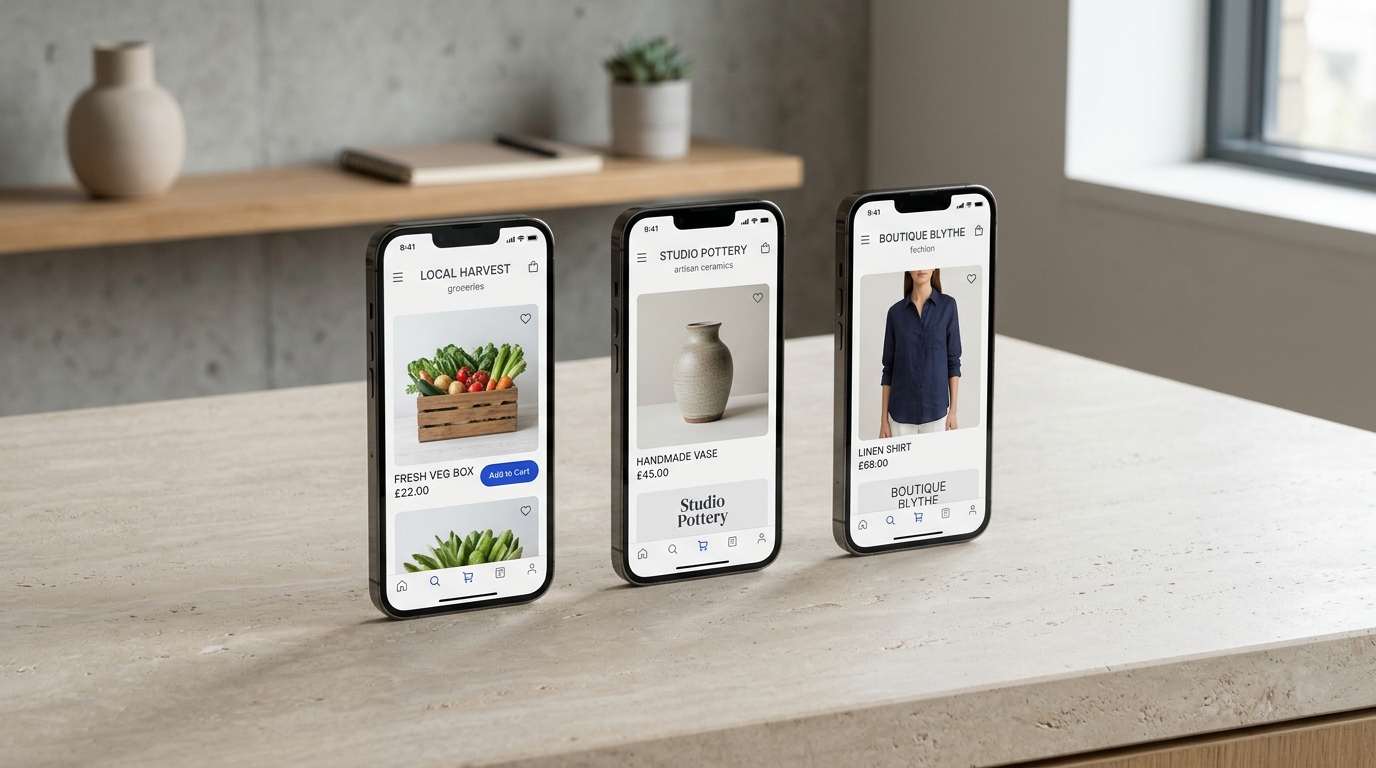 8:41
LOCAL HARVEST
groeeries
FRESH VEG BOX
£22.00
Add to Cart
8:41
STUDIO POTTERY
artisan ceramics
HANDMADE VASE
£45.00
Studio
Pottery
8:41
BOUTIQUE BLYTHE
fechion
LINEN SHIRT
£68.00
BOUTIQUE
BLYTHE